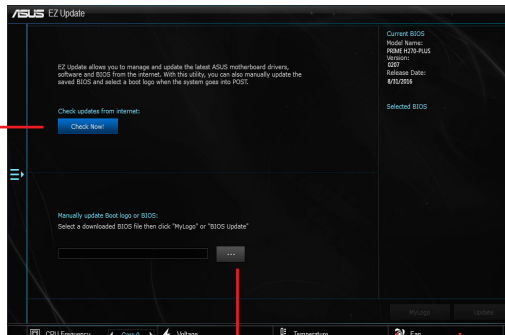 ASUS EZ Update
EZ Update allows you to manage and update the latest ASUS motherboard drivers,
software and BIOS from the internet. With this utility, you can also manually update the
saved BIOS and select a boot logo when the system goes into POST.
Check updates from internet:
Check Now!
Manually update Boot logo or BIOS:
Select a downloaded BIOS file then click "MyLogo" or "BIOS Update"
...
Current BIOS
Model Name:
PRIME H270-PLUS
Version:
0207
Release Date:
8/31/2016
Selected BIOS
MyLogo Update
CPU Frequency Core 0 Voltage Temperature Fan